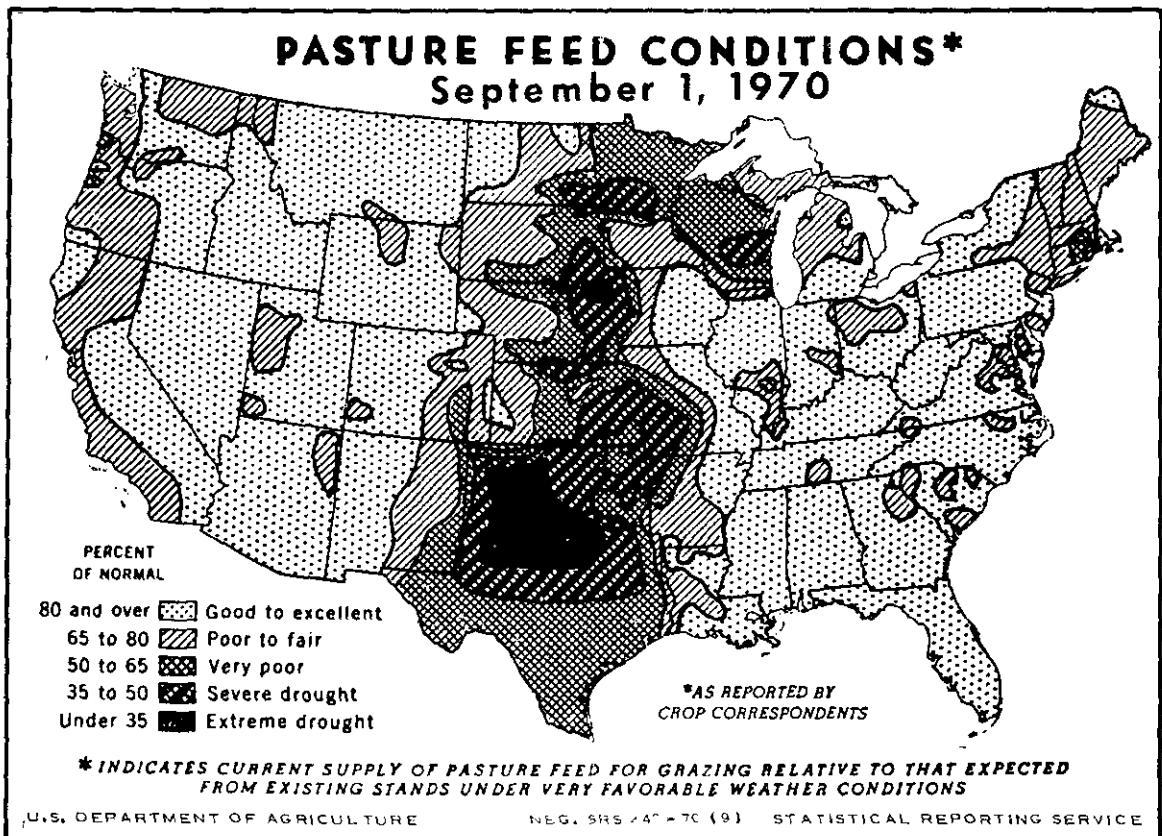 PASTURE FEED CONDITIONS*
September 1, 1970
PERCENT
OF NORMAL
80 and over Good to excellent
65 to 80 Poor to fair
50 to 65 Very poor
35 to 50 Severe drought
Under 35 Extreme drought
*AS REPORTED BY
CROP CORRESPONDENTS
* INDICATES CURRENT SUPPLY OF PASTURE FEED FOR GRAZING RELATIVE TO THAT EXPECTED
FROM EXISTING STANDS UNDER VERY FAVORABLE WEATHER CONDITIONS
U.S. DEPARTMENT OF AGRICULTURE NEG. SRS (9) STATISTICAL REPORTING SERVICE